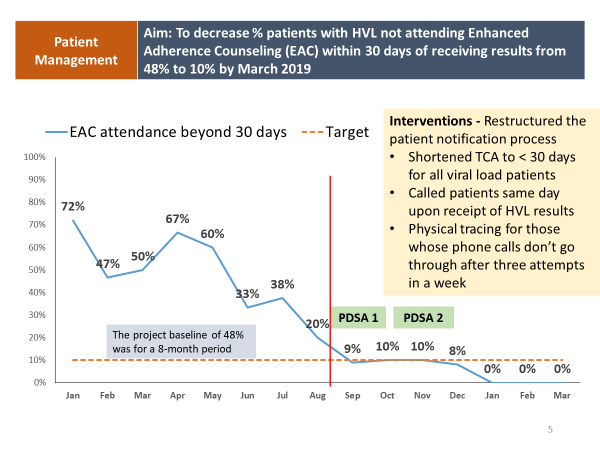 Patient
Management
Aim: To decrease % patients with HVL not attending Enhanced
Adherence Counseling (EAC) within 30 days of receiving results from
48% to 10% by March 2019
Interventions - Restructured the
patient notification process
• Shortened TCA to < 30 days
for all viral load patients
• Called patients same day
upon receipt of HVL results
• Physical tracing for those
whose phone calls don’t go
through after three attempts
in a week
EAC attendance beyond 30 days
Target
100%
90%
80%
70%
60%
50%
40%
30%
20%
10%
0%
72%
47%
50%
67%
60%
33%
38%
20%
9%
10%
10%
8%
0%
0%
0%
PDSA 1
PDSA 2
The project baseline of 48%
was for a 8-month period
Jan
Feb
Mar
Apr
May
Jun
Jul
Aug
Sep
Oct
Nov
Dec
Jan
Feb
Mar
5